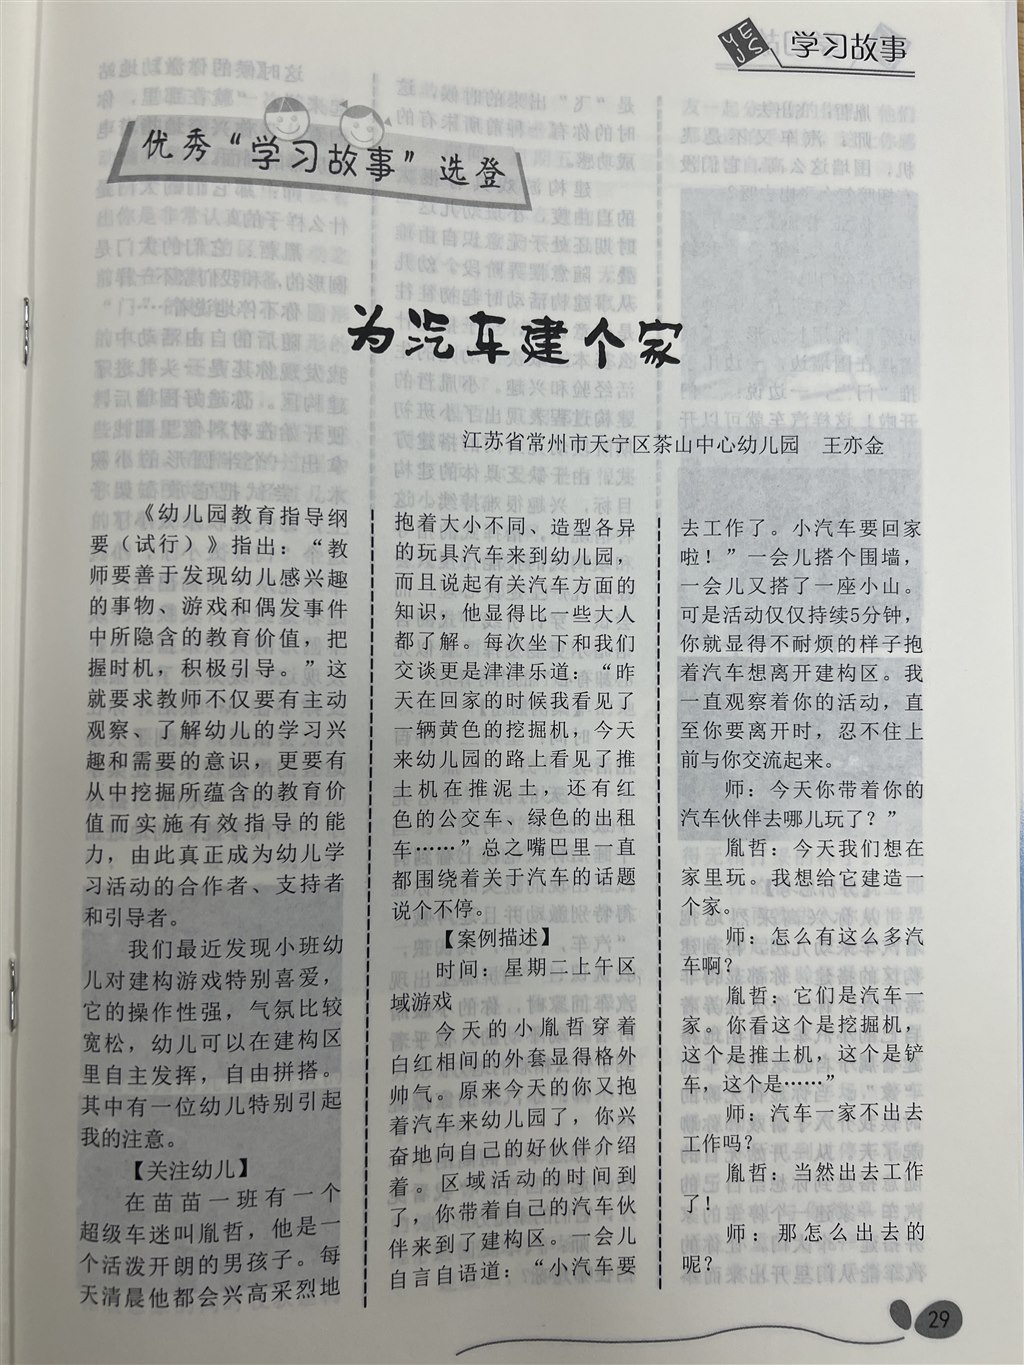 YE
JS
学习故事
优秀“学习故事”选登
为汽车建个家
江苏省常州市天宁区茶山中心幼儿园 王亦金
《幼儿园教育指导纲
要（试行）》指出：“教
师要善于发现幼儿感兴趣
的事物、游戏和偶发事件
中所隐含的教育价值，把
握时机，积极引导。”这
就要求教师不仅要有主动
观察、了解幼儿的学习兴
趣和需要的意识，更要有
从中挖掘所蕴含的教育价
值而实施有效指导的能
力，由此真正成为幼儿学
习活动的合作者、支持者
和引导者。
我们最近发现小班幼
儿对建构游戏特别喜爱，
它的操作性强，气氛比较
宽松，幼儿可以在建构区
里自主发挥，自由拼搭。
其中有一位幼儿特别引起
我的注意。
【关注幼儿】
在苗苗一班有一个
超级车迷叫胤哲，他是一
个活泼开朗的男孩子。每
天清晨他都会兴高采烈地
抱着大小不同、造型各异
的玩具汽车来到幼儿园，
而且说起有关汽车方面的
知识，他显得比一些大人
都了解。每次坐下和我们
交谈更是津津乐道：“昨
天在回家的时候我看见了
一辆黄色的挖掘机，今天
来幼儿园的路上看见了推
土机在推泥土，还有红
色的公交车、绿色的出租
车……”总之嘴巴里一直
都围绕着关于汽车的话题
说个不停。
【案例描述】
时间：星期二上午区
域游戏
今天的小胤哲穿着
白红相间的外套显得格外
帅气。原来今天的你又抱
着汽车来幼儿园了，你兴
奋地向自己的好伙伴介绍
着。区域活动的时间到
了，你带着自己的汽车伙
伴来到了建构区。一会儿
自言自语道：“小汽车要
去工作了。小汽车要回家
啦！”一会儿搭个围墙，
一会儿又搭了一座小山。
可是活动仅仅持续5分钟，
你就显得不耐烦的样子抱
着汽车想离开建构区。我
一直观察着你的活动，直
至你要离开时，忍不住上
前与你交流起来。
师：今天你带着你的
汽车伙伴去哪儿玩了？”
胤哲：今天我们想在
家里玩。我想给它建造一
个家。
师：怎么有这么多汽
车啊？
胤哲：它们是汽车一
家。你看这个是挖掘机，
这个是推土机，这个是铲
车，这个是……”
师：汽车一家不出去
工作吗？
胤哲：当然出去工作
了！
师：那怎么出去的
呢？
29